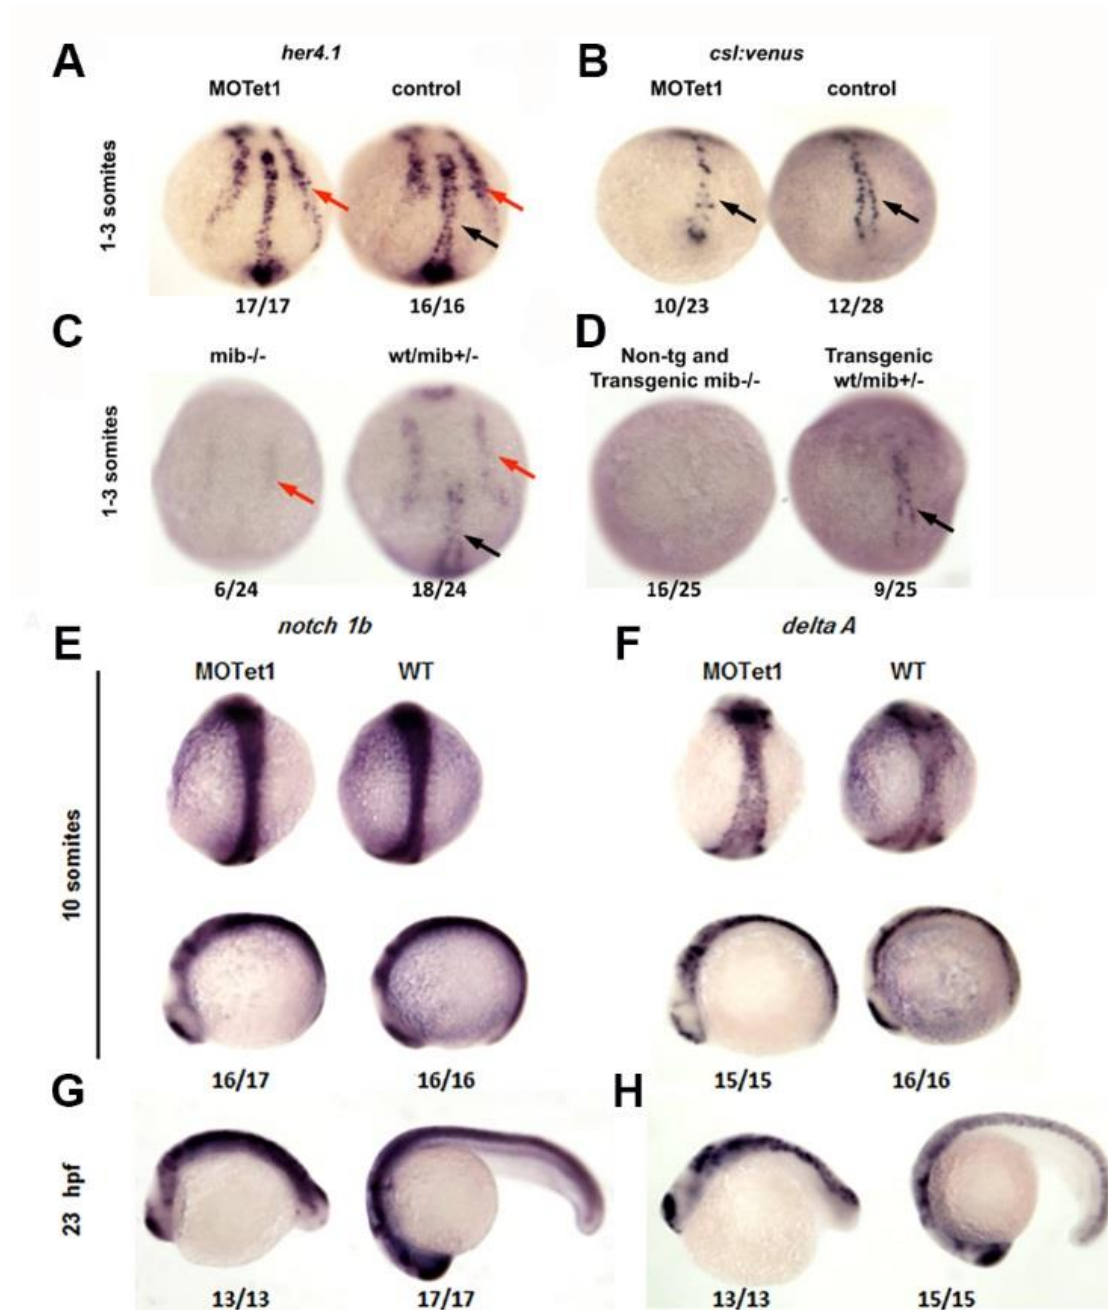 A
her4.1
MOTet1 control
1-3 somites
17/17 16/16
B
csl:venus
MOTet1 control
10/23 12/28
C
mib-/- wt/mib+/-
1-3 somites
6/24 18/24
D
Non-tg and Transgenic
Transgenic mib-/- wt/mib+/-
16/25 9/25
E
notch 1b
MOTet1 WT
10 somites
16/17 16/16
F
delta A
MOTet1 WT
15/15 16/16
G
23 hpf
13/13 17/17
H
13/13 15/15